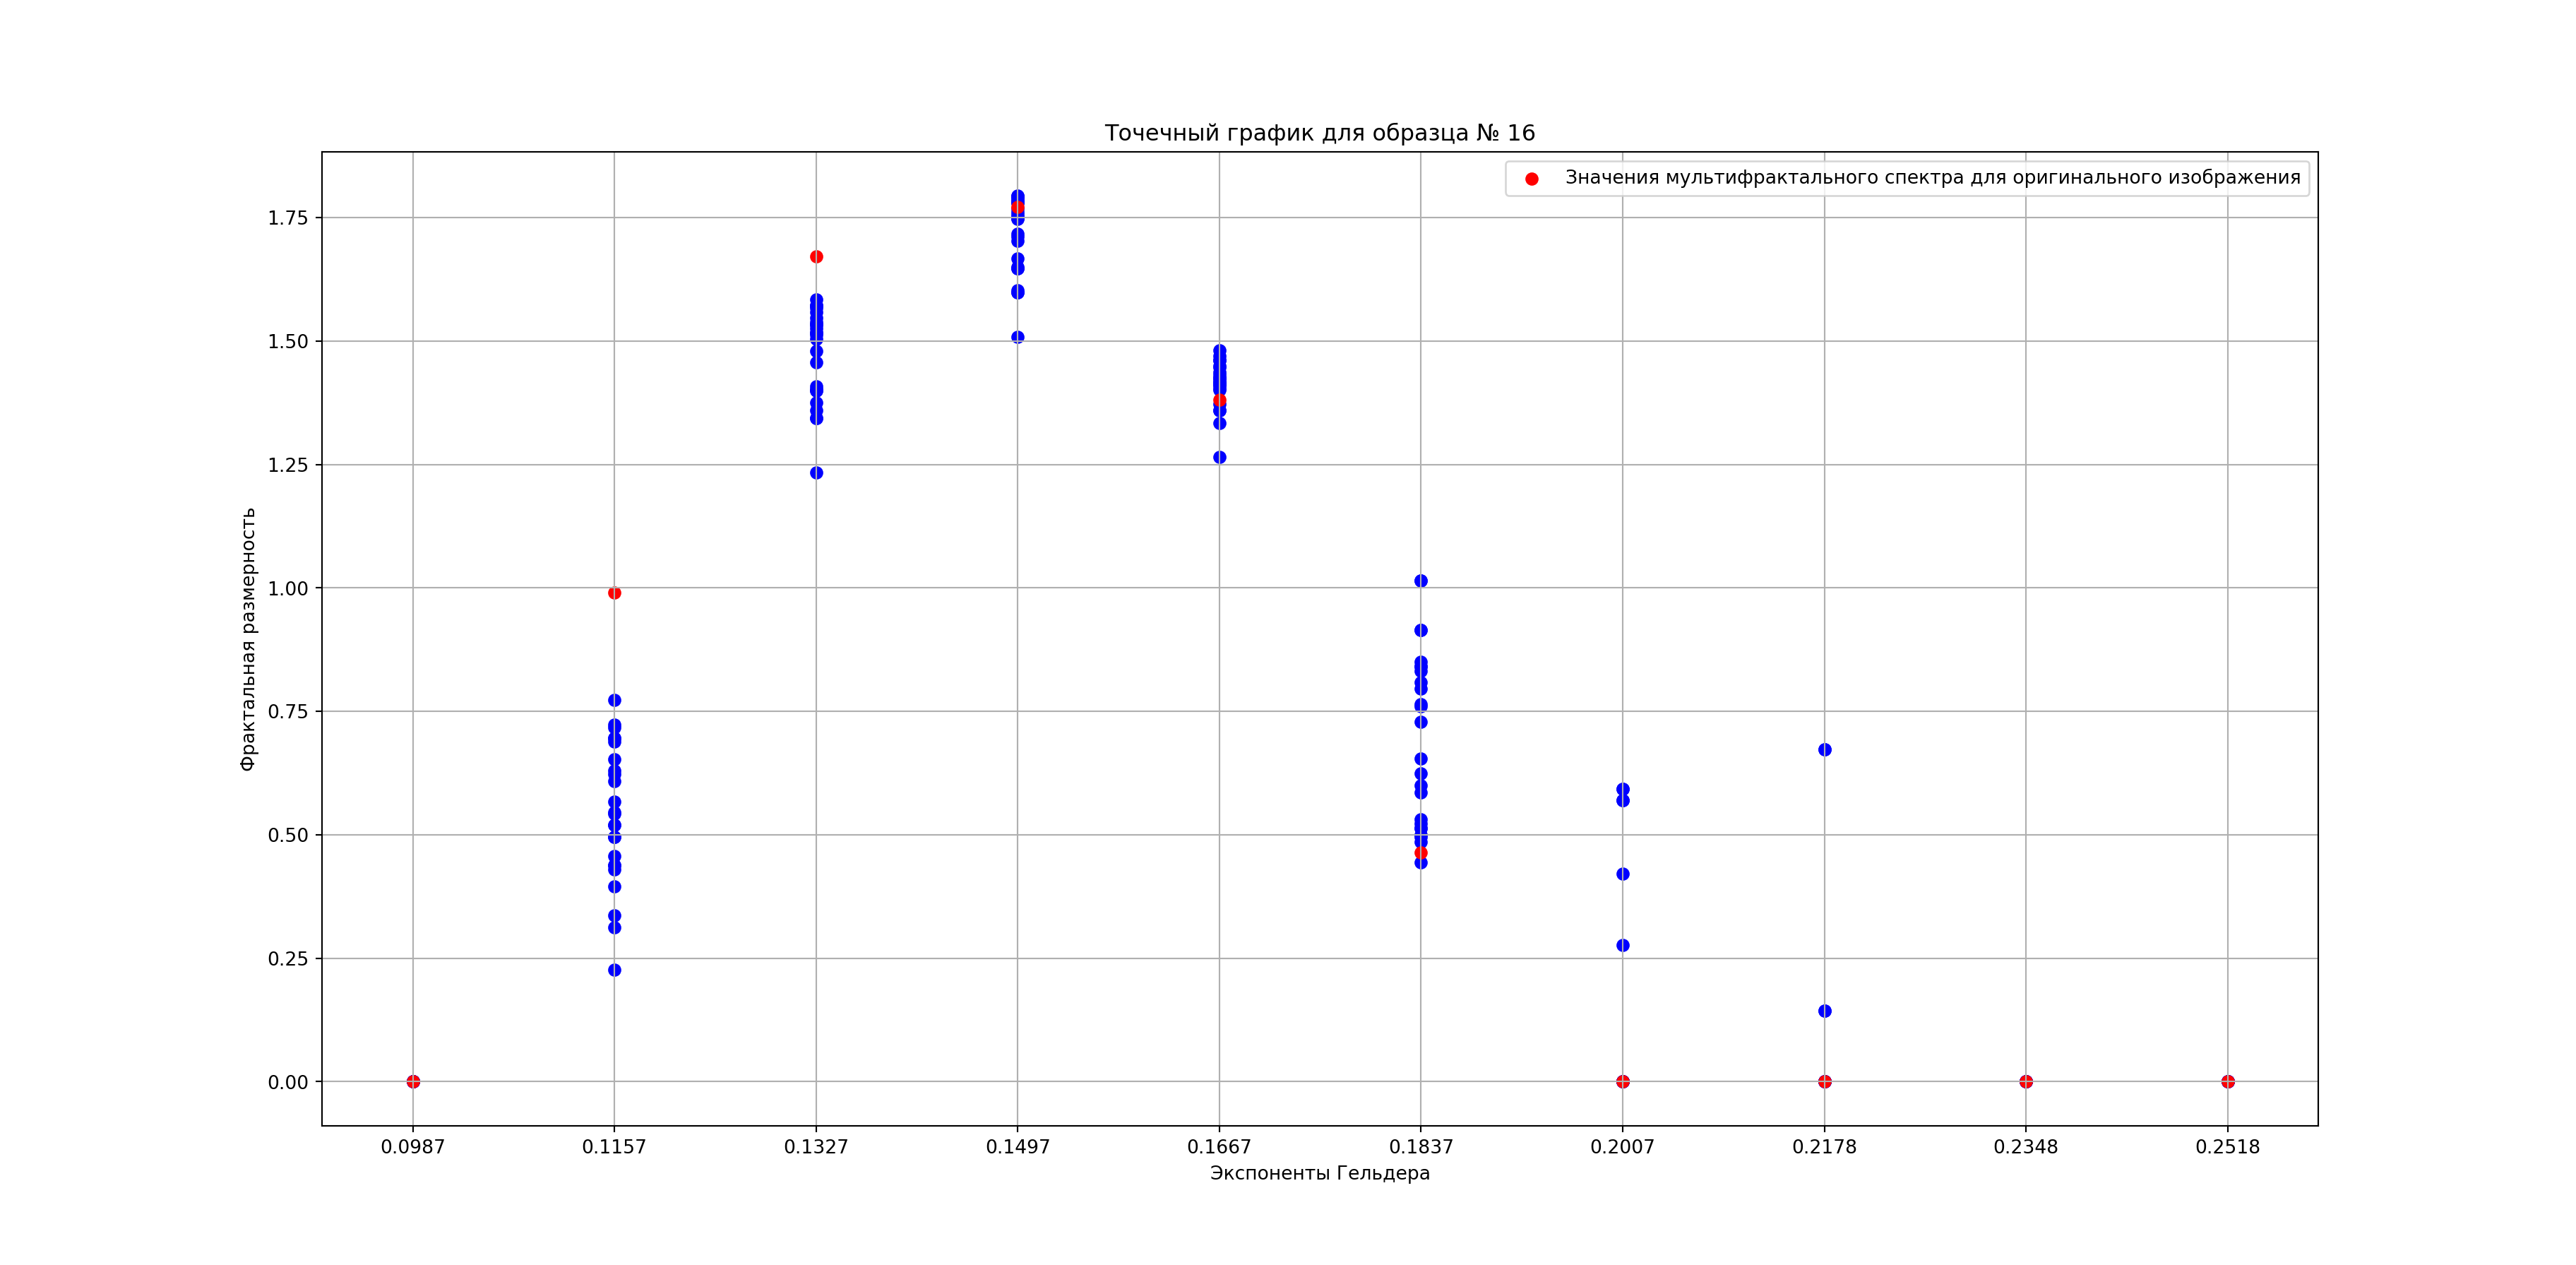 Точечный график для образца № 16
Значения мультифрактального спектра для оригинального изображения
Фрактальная размерность
1.75
1.50
1.25
1.00
0.75
0.50
0.25
0.00
0.0987 0.1157 0.1327 0.1497 0.1667 0.1837 0.2007 0.2178 0.2348 0.2518
Экспоненты Гельдера